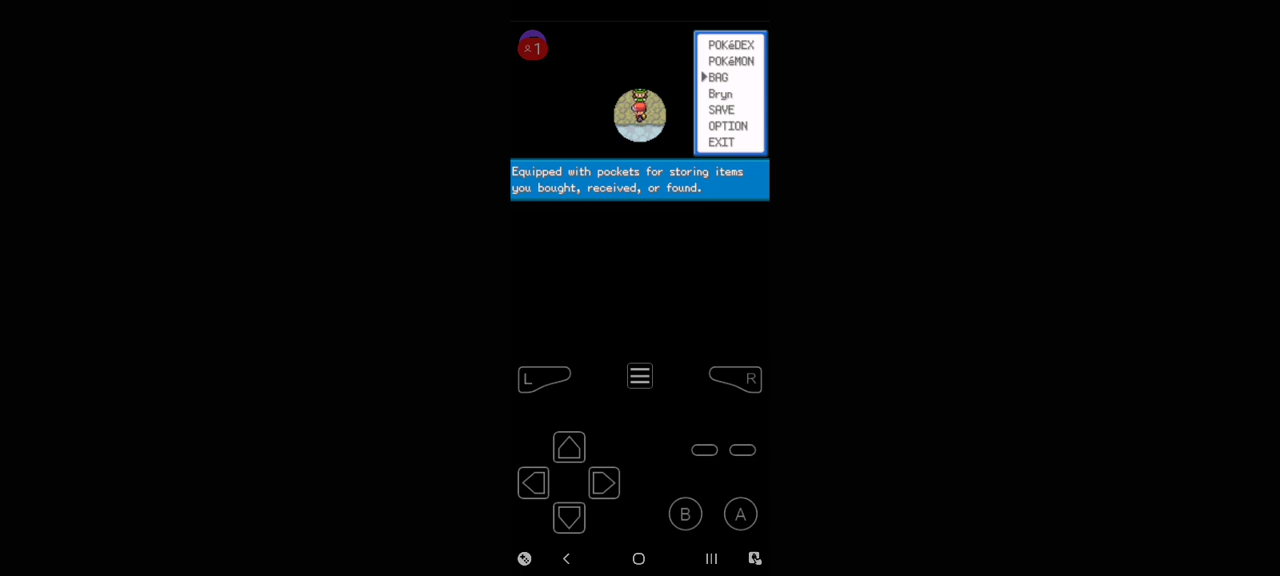 1
POKéDEX
POKéMON
BAG
Bryn
SAVE
OPTION
EXIT
Equipped with pockets for storing items
you bought, received, or found.
L
R
B
A